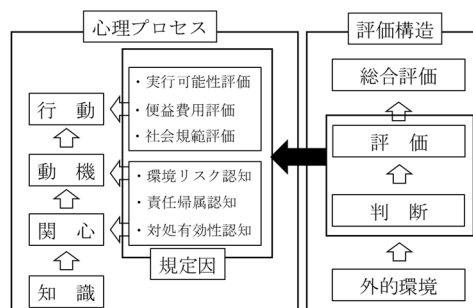 心理プロセス
行 動
動 機
関 心
知 識
・実行可能性評価
・便益費用評価
・社会規範評価
・環境リスク認知
・責任帰属認知
・対処有効性認知
規定因
評価構造
総合評価
評 価
判 断
外的環境